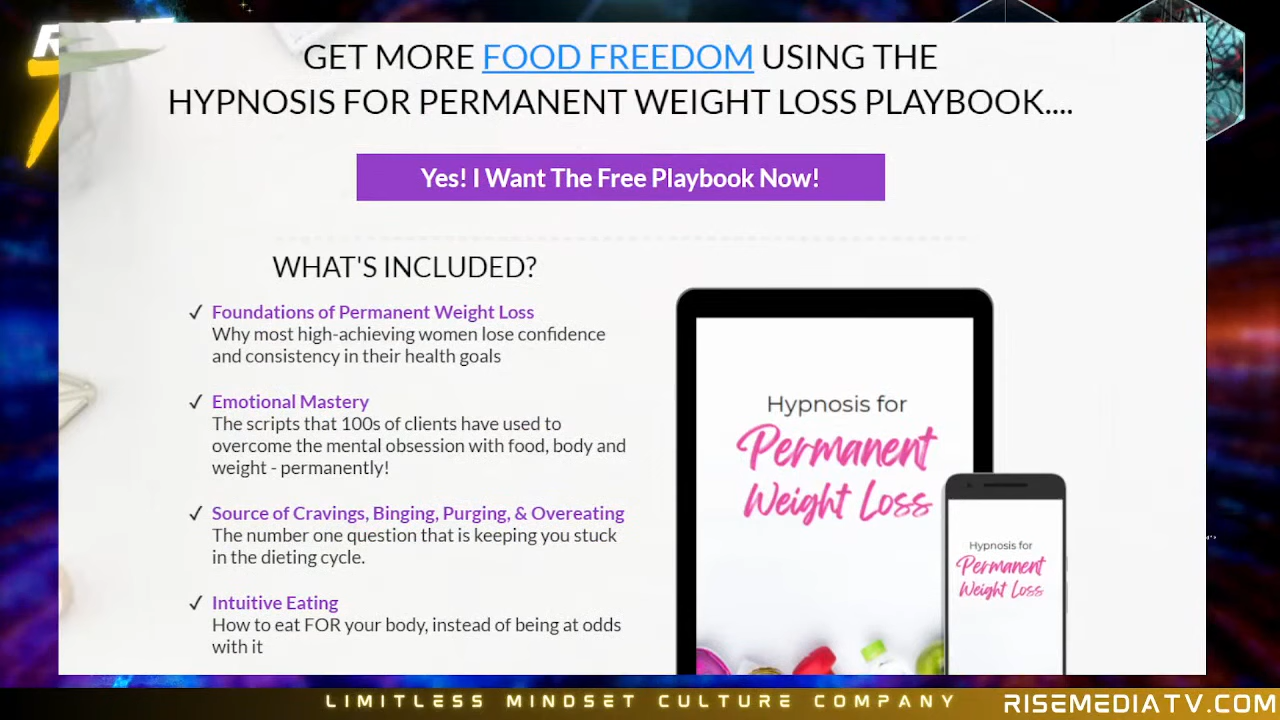 GET MORE FOOD FREEDOM USING THE
HYPNOSIS FOR PERMANENT WEIGHT LOSS PLAYBOOK....
Yes! I Want The Free Playbook Now!
WHAT'S INCLUDED?
✓ Foundations of Permanent Weight Loss
Why most high-achieving women lose confidence
and consistency in their health goals
✓ Emotional Mastery
The scripts that 100s of clients have used to
overcome the mental obsession with food, body and
weight - permanently!
✓ Source of Cravings, Binging, Purging, & Overeating
The number one question that is keeping you stuck
in the dieting cycle.
✓ Intuitive Eating
How to eat FOR your body, instead of being at odds
with it
Hypnosis for
Permanent
Weight Loss
Hypnosis for
Permanent
Weight Loss
LIMITLESS MINDSET CULTURE COMPANY
RISEMEDIATV.COM